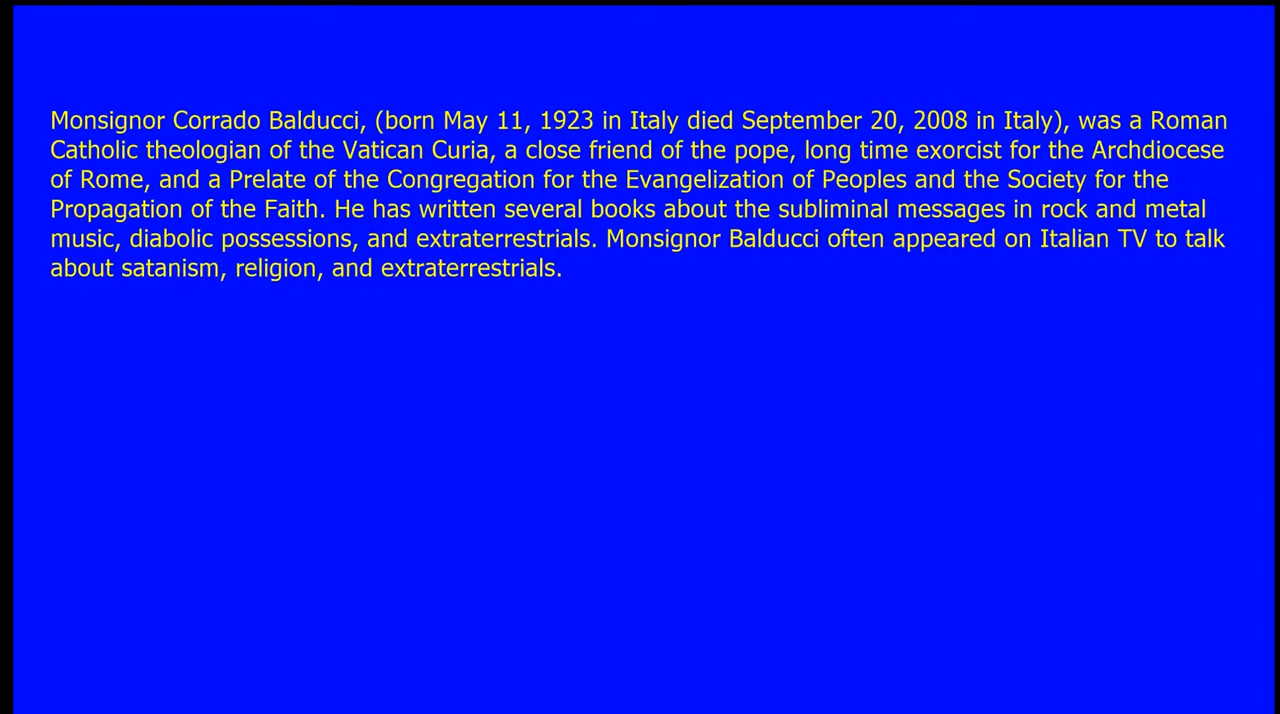 Monsignor Corrado Balducci, (born May 11, 1923 in Italy died September 20, 2008 in Italy), was a Roman
Catholic theologian of the Vatican Curia, a close friend of the pope, long time exorcist for the Archdiocese
of Rome, and a Prelate of the Congregation for the Evangelization of Peoples and the Society for the
Propagation of the Faith. He has written several books about the subliminal messages in rock and metal
music, diabolic possessions, and extraterrestrials. Monsignor Balducci often appeared on Italian TV to talk
about satanism, religion, and extraterrestrials.